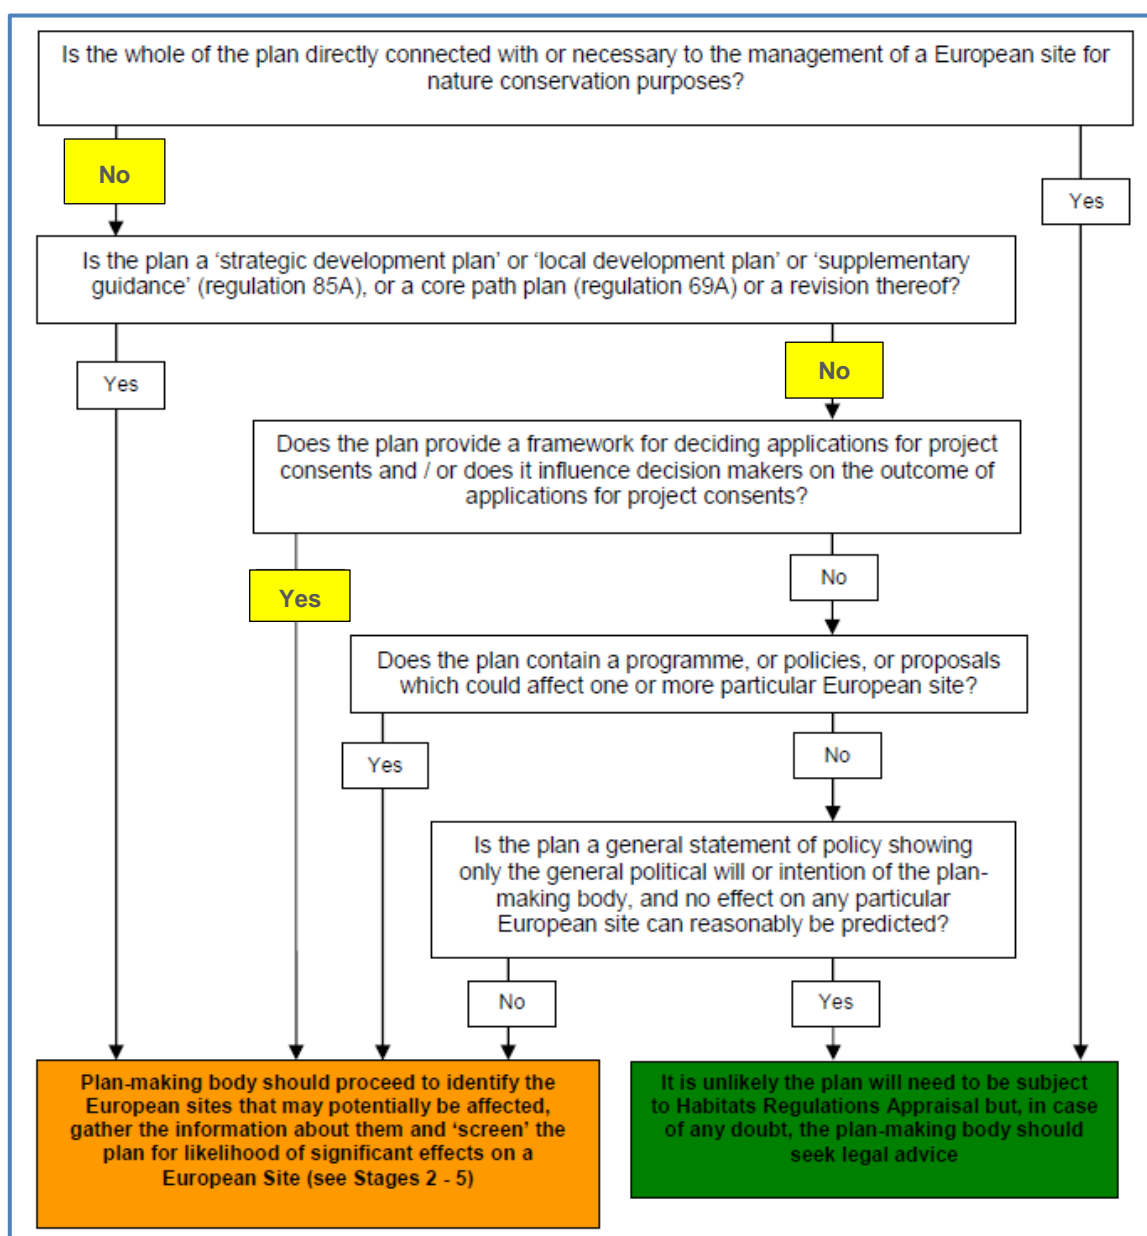 Is the whole of the plan directly connected with or necessary to the management of a European site for
nature conservation purposes?
No
Yes
Is the plan a ‘strategic development plan’ or ‘local development plan’ or ‘supplementary
guidance’ (regulation 85A), or a core path plan (regulation 69A) or a revision thereof?
Yes
No
Does the plan provide a framework for deciding applications for project
consents and / or does it influence decision makers on the outcome of
applications for project consents?
Yes
No
Does the plan contain a programme, or policies, or proposals
which could affect one or more particular European site?
Yes
No
Is the plan a general statement of policy showing
only the general political will or intention of the plan-
making body, and no effect on any particular
European site can reasonably be predicted?
No
Yes
Plan-making body should proceed to identify the
European sites that may potentially be affected,
gather the information about them and ‘screen’ the
plan for likelihood of significant effects on a
European Site (see Stages 2 - 5)
It is unlikely the plan will need to be subject
to Habitats Regulations Appraisal but, in case
of any doubt, the plan-making body should
seek legal advice